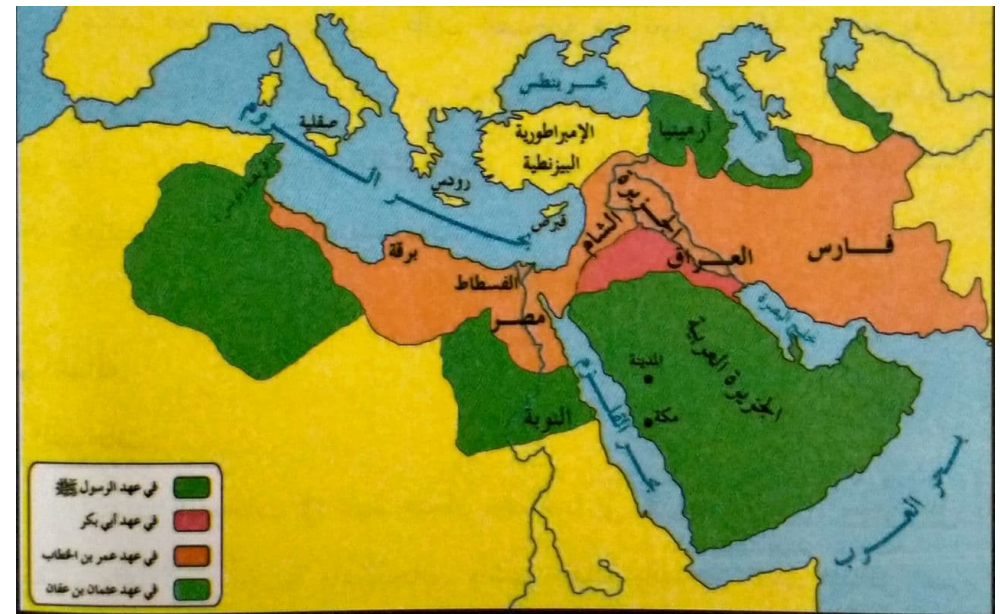 بحر الخزر
بحر بنطس
أرمينيا
الإمبراطورية
البيزنطية
صقلية
بحر الروم
رودس
قبرص
الجزيرة
الشام
العراق
فارس
برقة
الفسطاط
مصر
خليج البصرة
الجزيرة العربية
المدينة
مكة
بحر القلزم
النوبة
بحر العرب
في عهد الرسول ﷺ
في عهد أبي بكر
في عهد عمر بن الخطاب
في عهد عثمان بن عفان